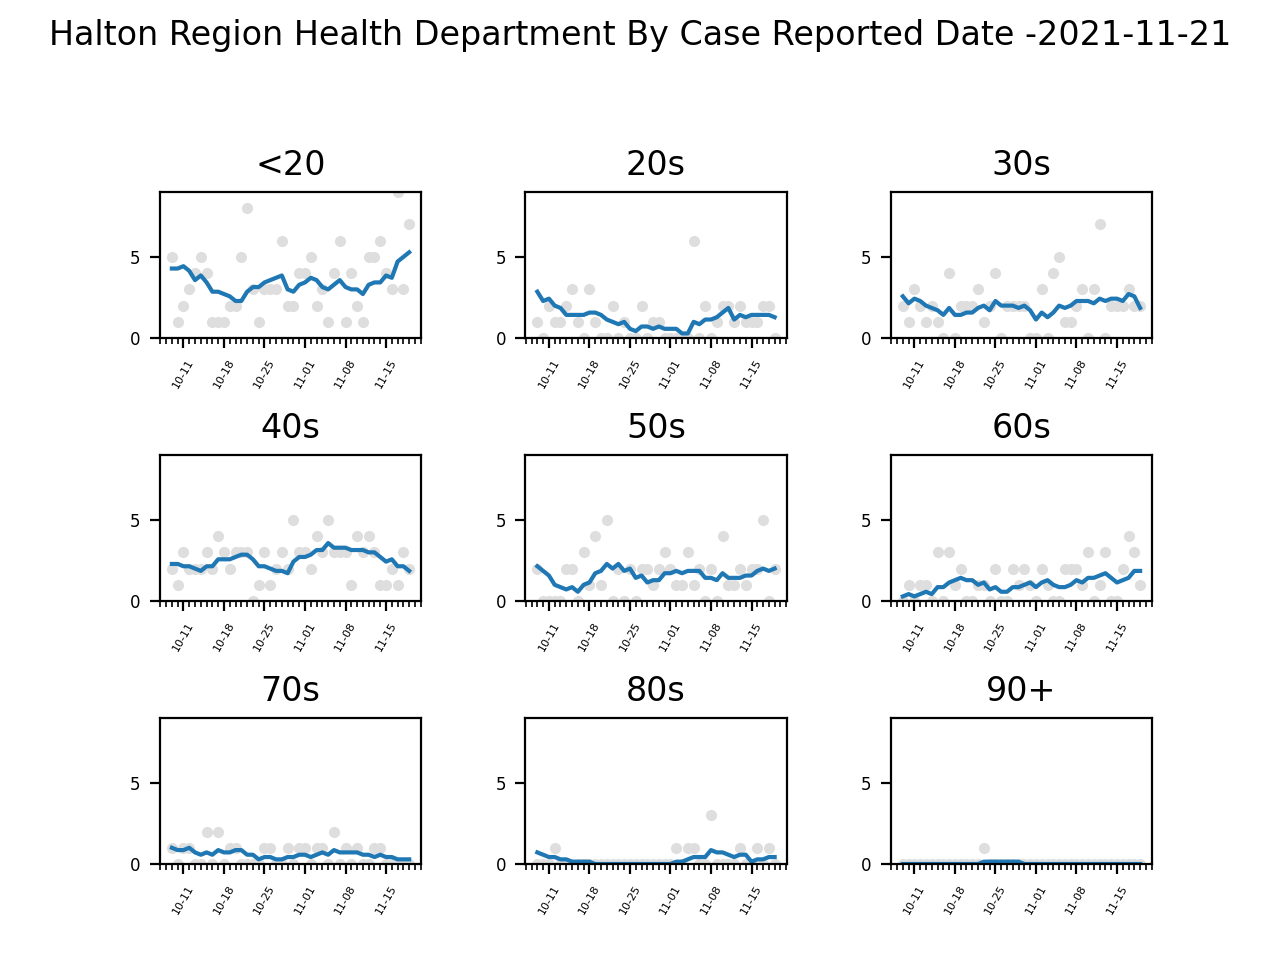 Halton Region Health Department By Case Reported Date -2021-11-21
<20 20s 30s
5 5 5
0 0 0
10-11 10-18 10-25 11-01 11-08 11-15 10-11 10-18 10-25 11-01 11-08 11-15 10-11 10-18 10-25 11-01 11-08 11-15
40s 50s 60s
5 5 5
0 0 0
10-11 10-18 10-25 11-01 11-08 11-15 10-11 10-18 10-25 11-01 11-08 11-15 10-11 10-18 10-25 11-01 11-08 11-15
70s 80s 90+
5 5 5
0 0 0
10-11 10-18 10-25 11-01 11-08 11-15 10-11 10-18 10-25 11-01 11-08 11-15 10-11 10-18 10-25 11-01 11-08 11-15